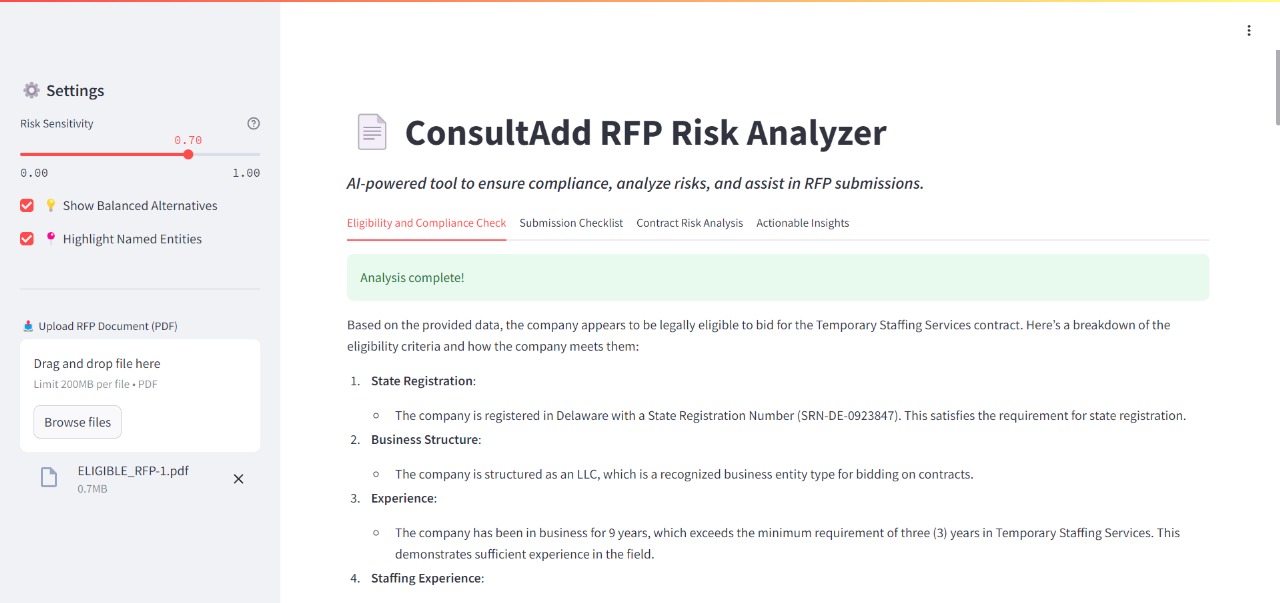 Settings
Risk Sensitivity
0.70
0.00 1.00
Show Balanced Alternatives
Highlight Named Entities
Upload RFP Document (PDF)
Drag and drop file here
Limit 200MB per file • PDF
Browse files
ELIGIBLE_RFP-1.pdf
0.7MB
ConsultAdd RFP Risk Analyzer
AI-powered tool to ensure compliance, analyze risks, and assist in RFP submissions.
Eligibility and Compliance Check Submission Checklist Contract Risk Analysis Actionable Insights
Analysis complete!
Based on the provided data, the company appears to be legally eligible to bid for the Temporary Staffing Services contract. Here's a breakdown of the
eligibility criteria and how the company meets them:
1. State Registration:
The company is registered in Delaware with a State Registration Number (SRN-DE-0923847). This satisfies the requirement for state registration.
2. Business Structure:
The company is structured as an LLC, which is a recognized business entity type for bidding on contracts.
3. Experience:
The company has been in business for 9 years, which exceeds the minimum requirement of three (3) years in Temporary Staffing Services. This
demonstrates sufficient experience in the field.
4. Staffing Experience: